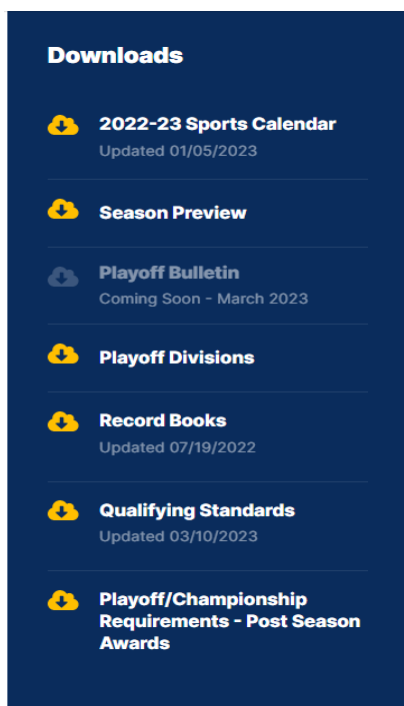 Downloads
2022-23 Sports Calendar
Updated 01/05/2023
Season Preview
Playoff Bulletin
Coming Soon - March 2023
Playoff Divisions
Record Books
Updated 07/19/2022
Qualifying Standards
Updated 03/10/2023
Playoff/Championship
Requirements - Post Season
Awards